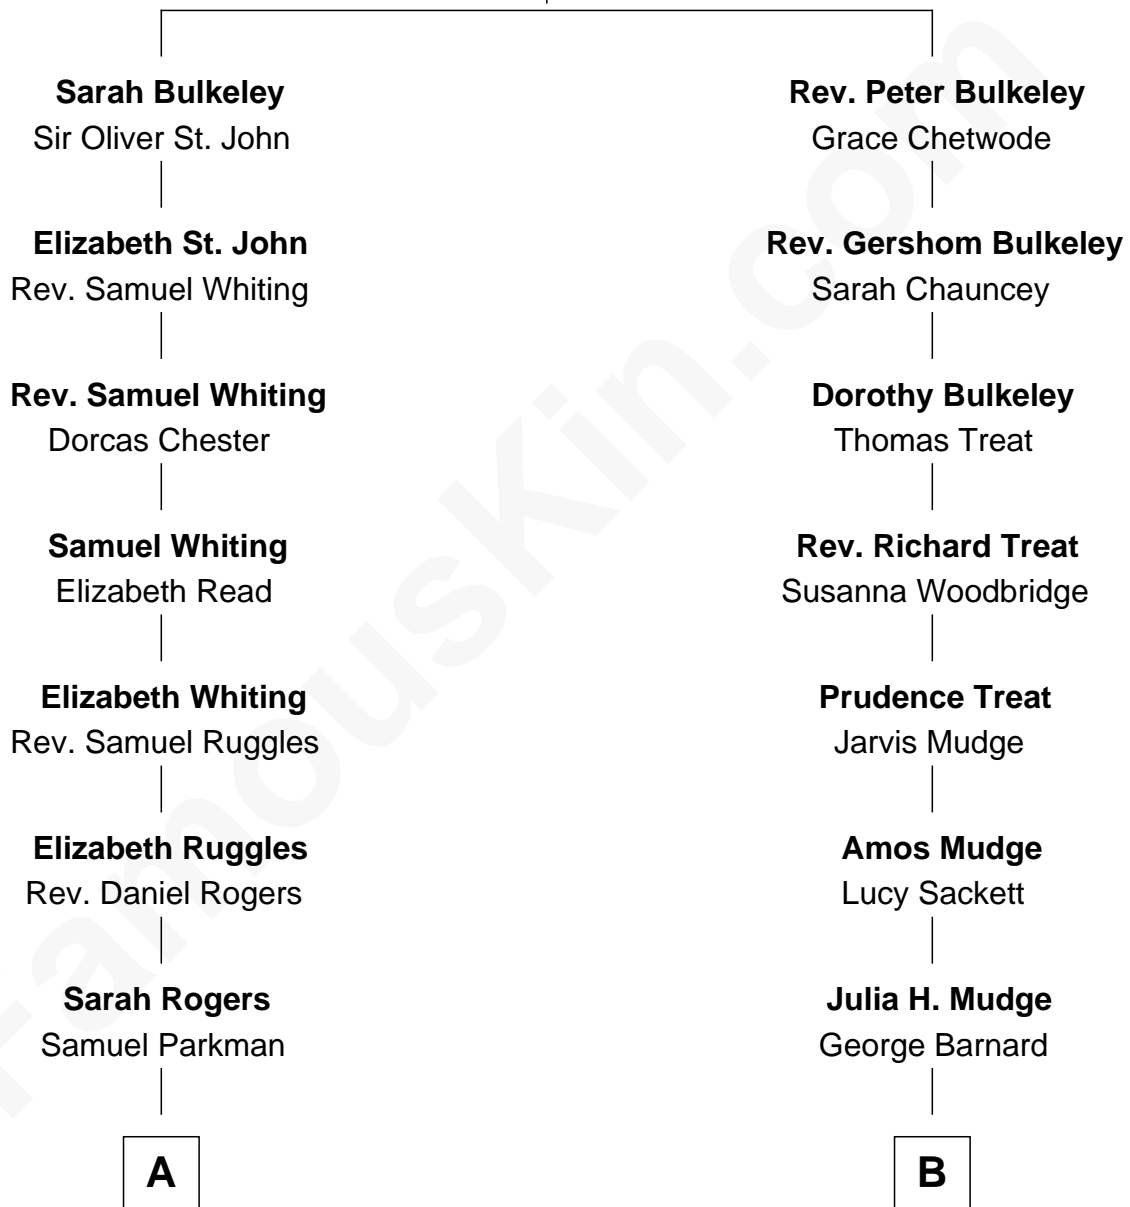 Sarah Bulkeley
Sir Oliver St. John
Elizabeth St. John
Rev. Samuel Whiting
Rev. Samuel Whiting
Dorcas Chester
Samuel Whiting
Elizabeth Read
Elizabeth Whiting
Rev. Samuel Ruggles
Elizabeth Ruggles
Rev. Daniel Rogers
Sarah Rogers
Samuel Parkman
A
Rev. Peter Bulkeley
Grace Chetwode
Rev. Gershom Bulkeley
Sarah Chauncey
Dorothy Bulkeley
Thomas Treat
Rev. Richard Treat
Susanna Woodbridge
Prudence Treat
Jarvis Mudge
Amos Mudge
Lucy Sackett
Julia H. Mudge
George Barnard
B
FamousKin.com